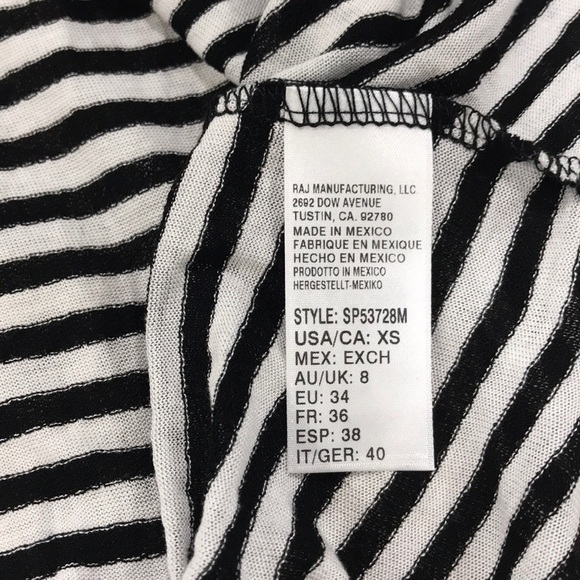 RAJ MANUFACTURING, LLC
2692 DOW AVENUE
TUSTIN, CA. 92780
MADE IN MEXICO
FABRIQUE EN MEXIQUE
HECHO EN MEXICO
PRODOTTO IN MEXICO
HERGESTELLT-MEXIKO
STYLE: SP53728M
USA/CA: XS
MEX: EXCH
AU/UK: 8
EU: 34
FR: 36
ESP: 38
IT/GER: 40